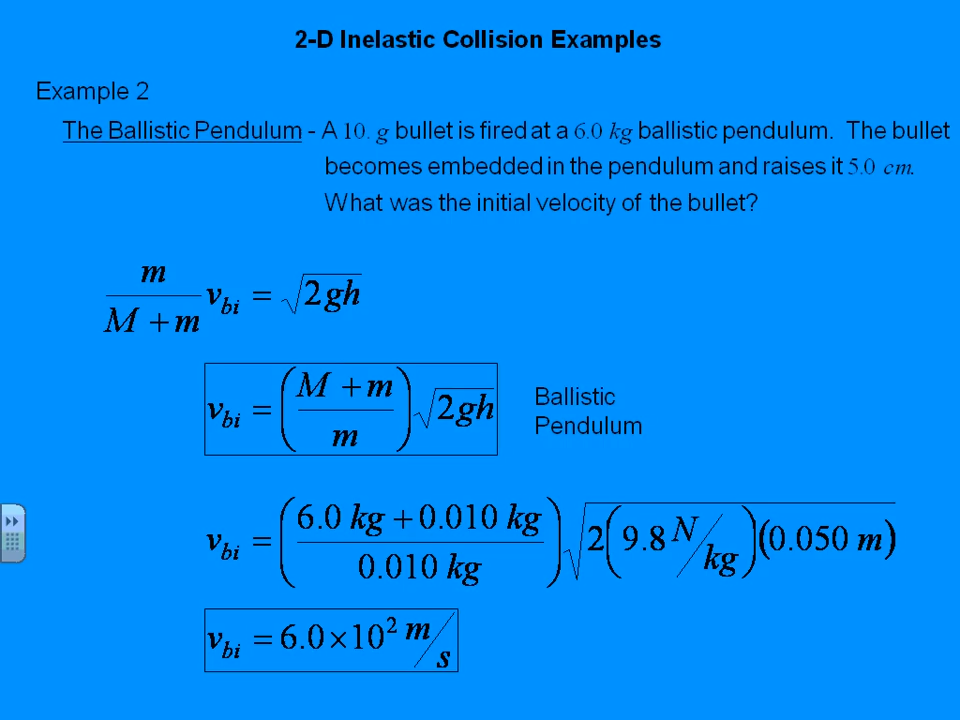 2-D Inelastic Collision Examples
Example 2
The Ballistic Pendulum - A 10. g bullet is fired at a 6.0 kg ballistic pendulum. The bullet
becomes embedded in the pendulum and raises it 5.0 cm.
What was the initial velocity of the bullet?
m/(M + m) v_bi = √(2gh)
v_bi = ((M + m)/m) √(2gh)
Ballistic
Pendulum
v_bi = ((6.0 kg + 0.010 kg)/(0.010 kg)) √(2(9.8 N/kg)(0.050 m))
v_bi = 6.0 × 10² m/s